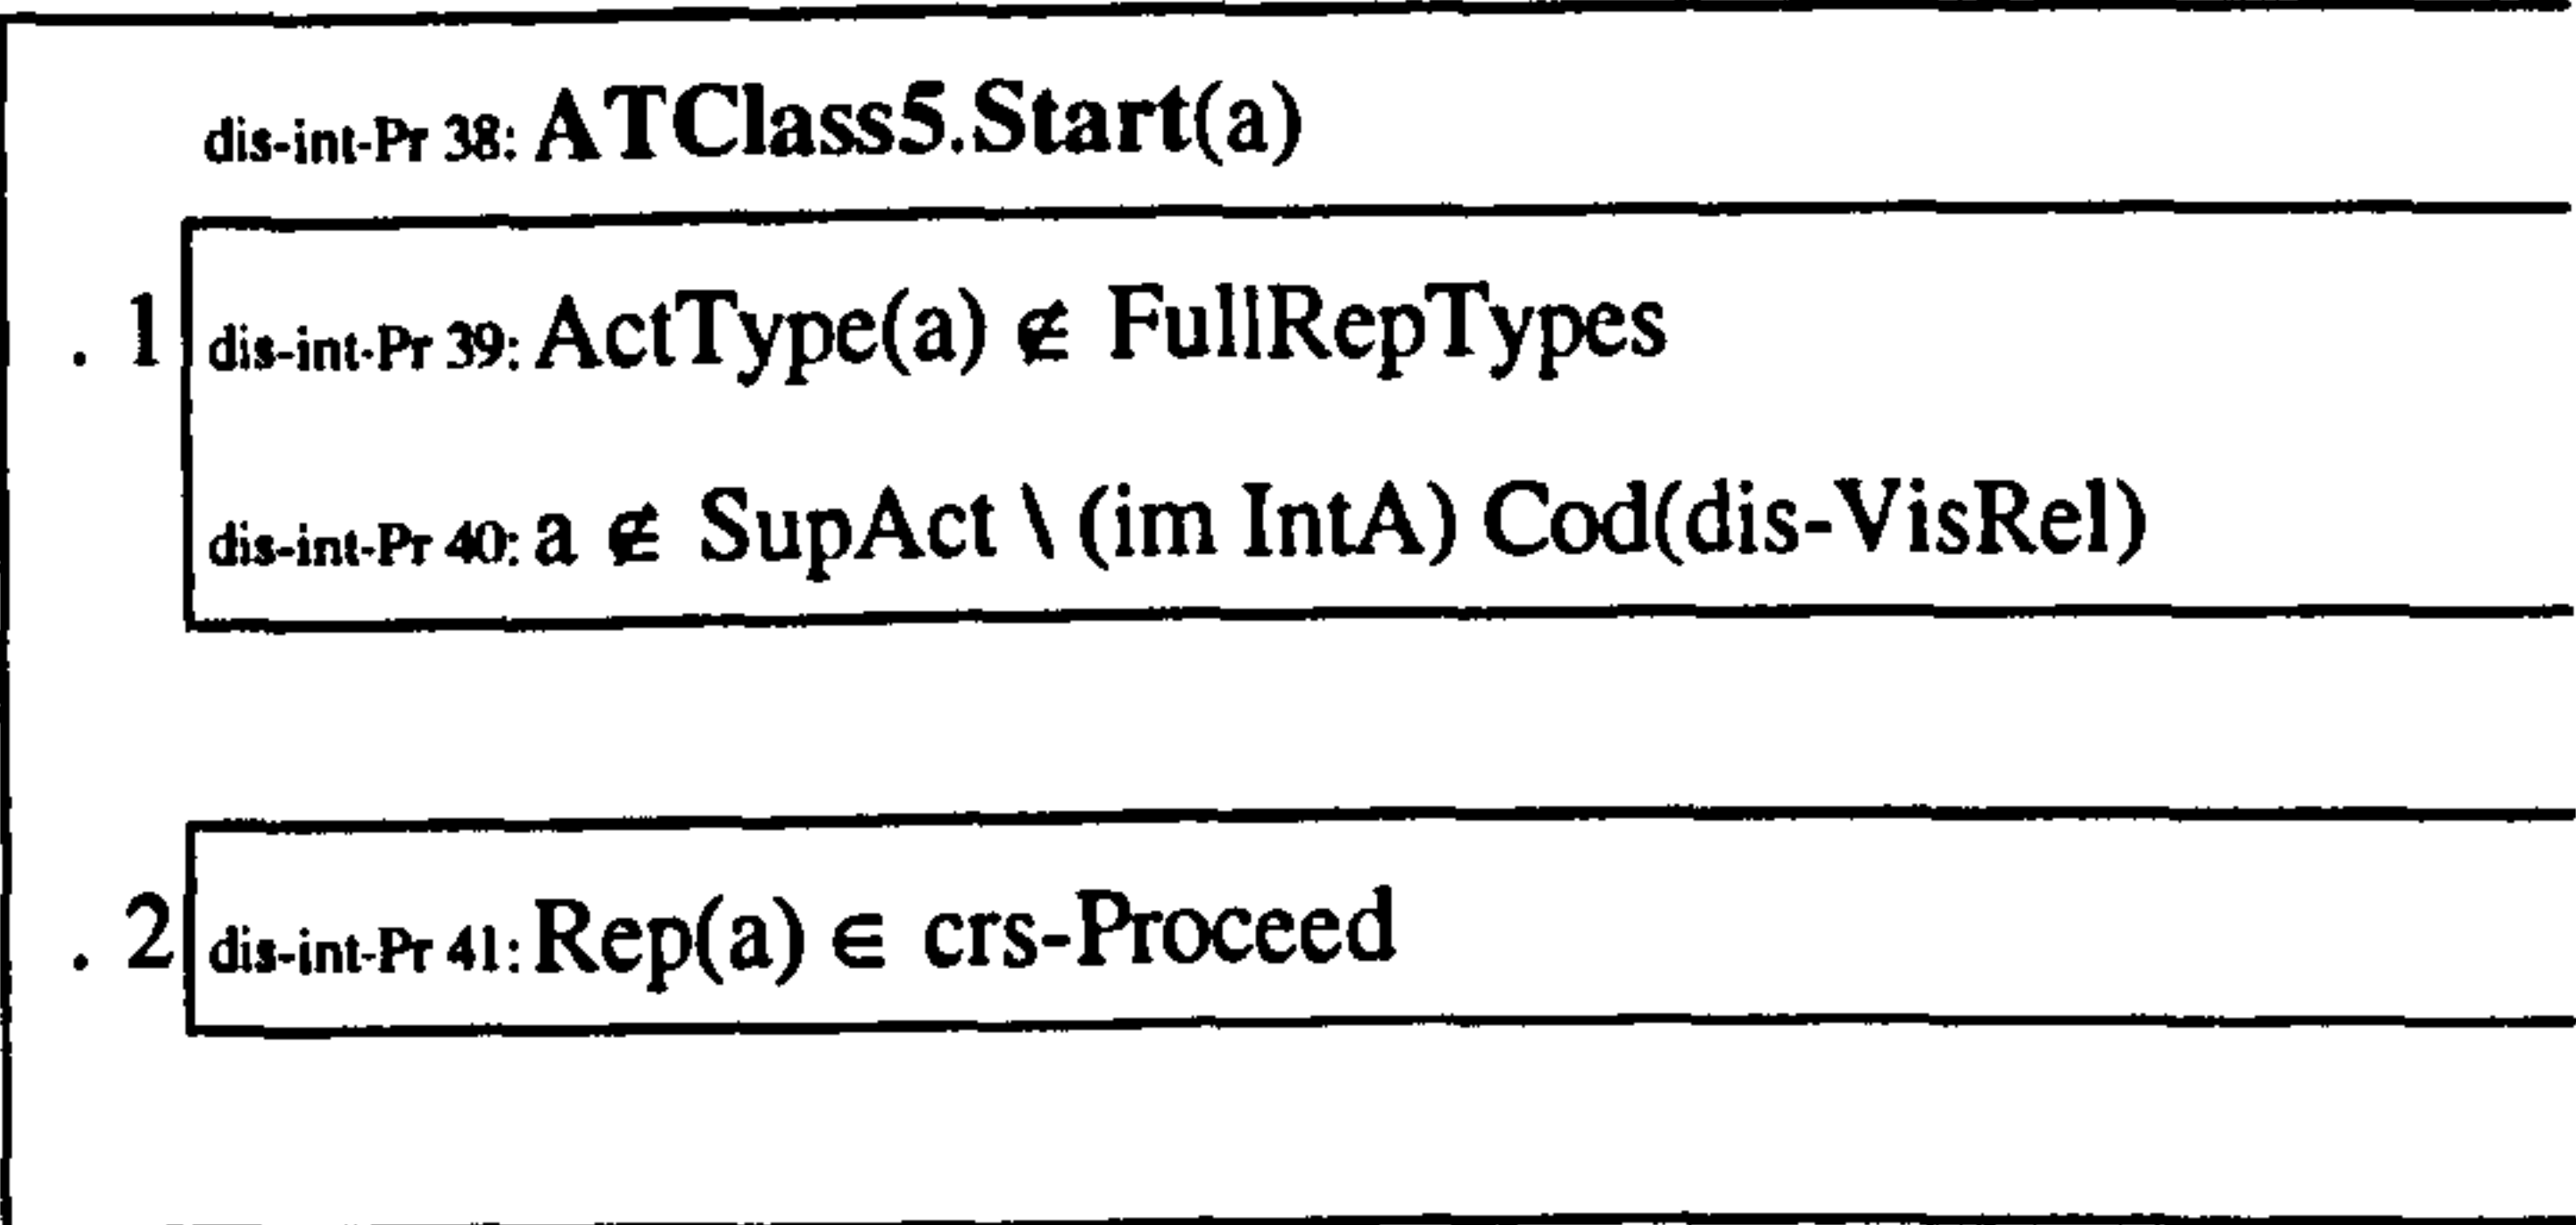 dis-int-Pr 38: ATClass5.Start(a)
. 1 dis-int-Pr 39: ActType(a) ∉ FullRepTypes
dis-int-Pr 40: a ∉ SupAct \ (im IntA) Cod(dis-VisRel)
. 2 dis-int-Pr 41: Rep(a) ∈ crs-Proceed